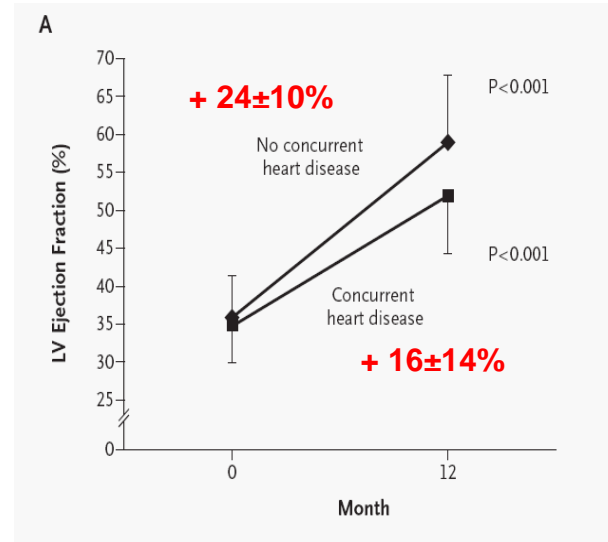 A
70
65
60
55
50
45
40
35
30
25
0
LV Ejection Fraction (%)
+ 24±10%
P<0.001
No concurrent
heart disease
P<0.001
Concurrent
heart disease
+ 16±14%
0
12
Month